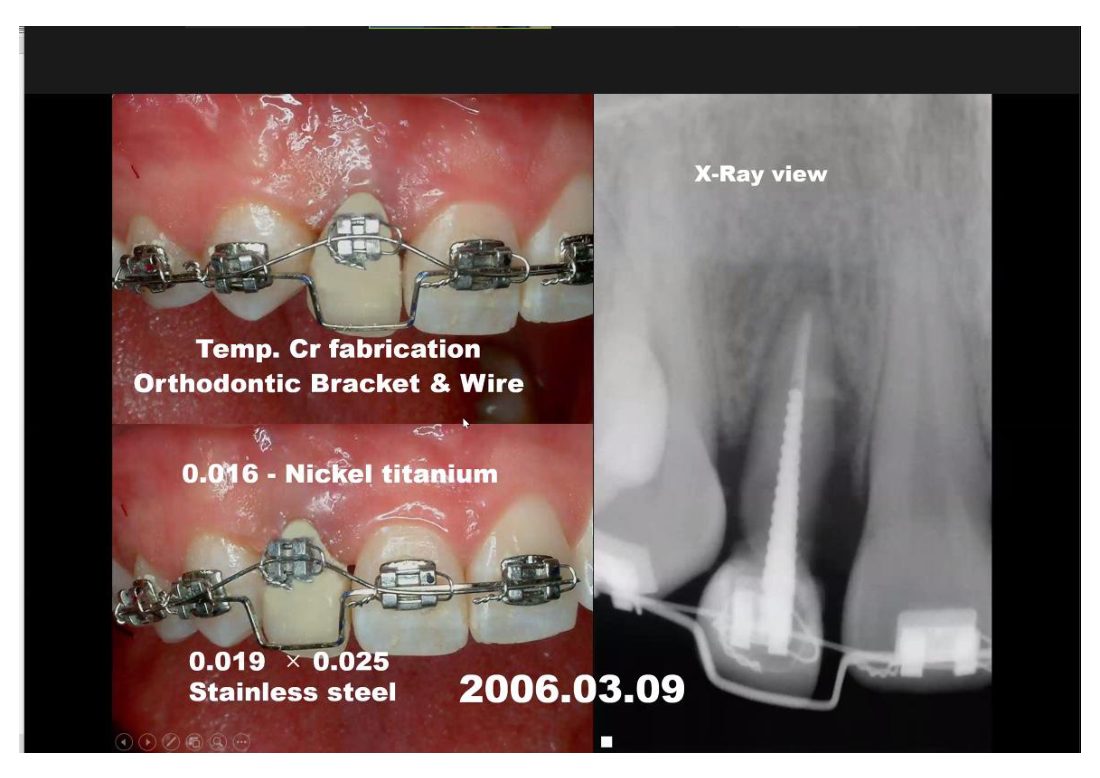 X-Ray view
Temp. Cr fabrication
Orthodontic Bracket & Wire
0.016 - Nickel titanium
0.019 × 0.025
Stainless steel
2006.03.09